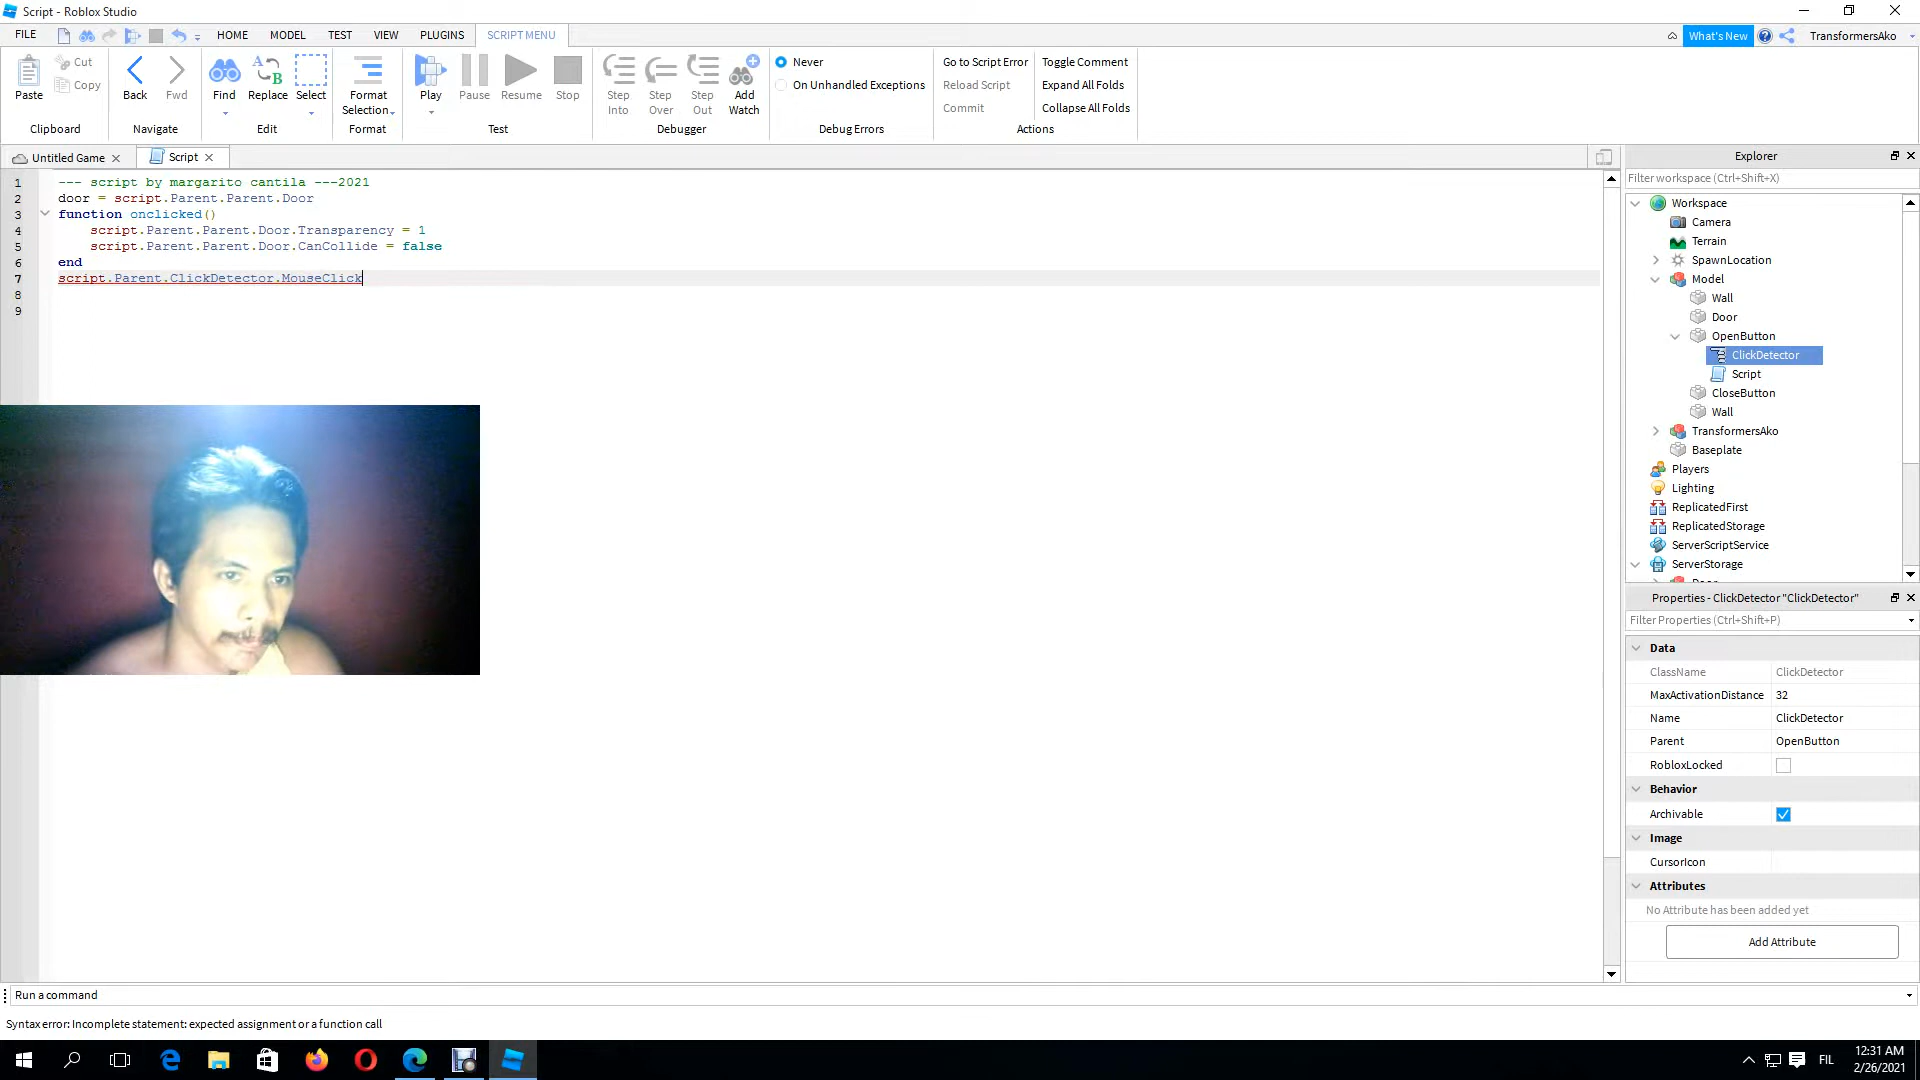 Script - Roblox Studio
FILE
HOME
MODEL
TEST
VIEW
PLUGINS
SCRIPT MENU
What's New
TransformersAko
Paste
Cut
Copy
Clipboard
Back
Fwd
Navigate
Find
Replace
Select
Edit
Format
Selection
Format
Play
Pause
Resume
Stop
Test
Step
Into
Step
Over
Step
Out
Add
Watch
Debugger
Never
On Unhandled Exceptions
Debug Errors
Go to Script Error
Reload Script
Commit
Toggle Comment
Expand All Folds
Collapse All Folds
Actions
Untitled Game
Script
1 --- script by margarito cantila ---2021
2 door = script.Parent.Parent.Door
3 function onclicked()
4 script.Parent.Parent.Door.Transparency = 1
5 script.Parent.Parent.Door.CanCollide = false
6 end
7 script.Parent.ClickDetector.MouseClick
8
9
Explorer
Filter workspace (Ctrl+Shift+X)
Workspace
Camera
Terrain
SpawnLocation
Model
Wall
Door
OpenButton
ClickDetector
Script
CloseButton
Wall
TransformersAko
Baseplate
Players
Lighting
ReplicatedFirst
ReplicatedStorage
ServerScriptService
ServerStorage
Properties - ClickDetector "ClickDetector"
Filter Properties (Ctrl+Shift+P)
Data
ClassName ClickDetector
MaxActivationDistance 32
Name ClickDetector
Parent OpenButton
RobloxLocked
Behavior
Archivable
Image
CursorIcon
Attributes
No Attribute has been added yet
Add Attribute
Run a command
Syntax error: Incomplete statement: expected assignment or a function call
FIL
12:31 AM
2/26/2021